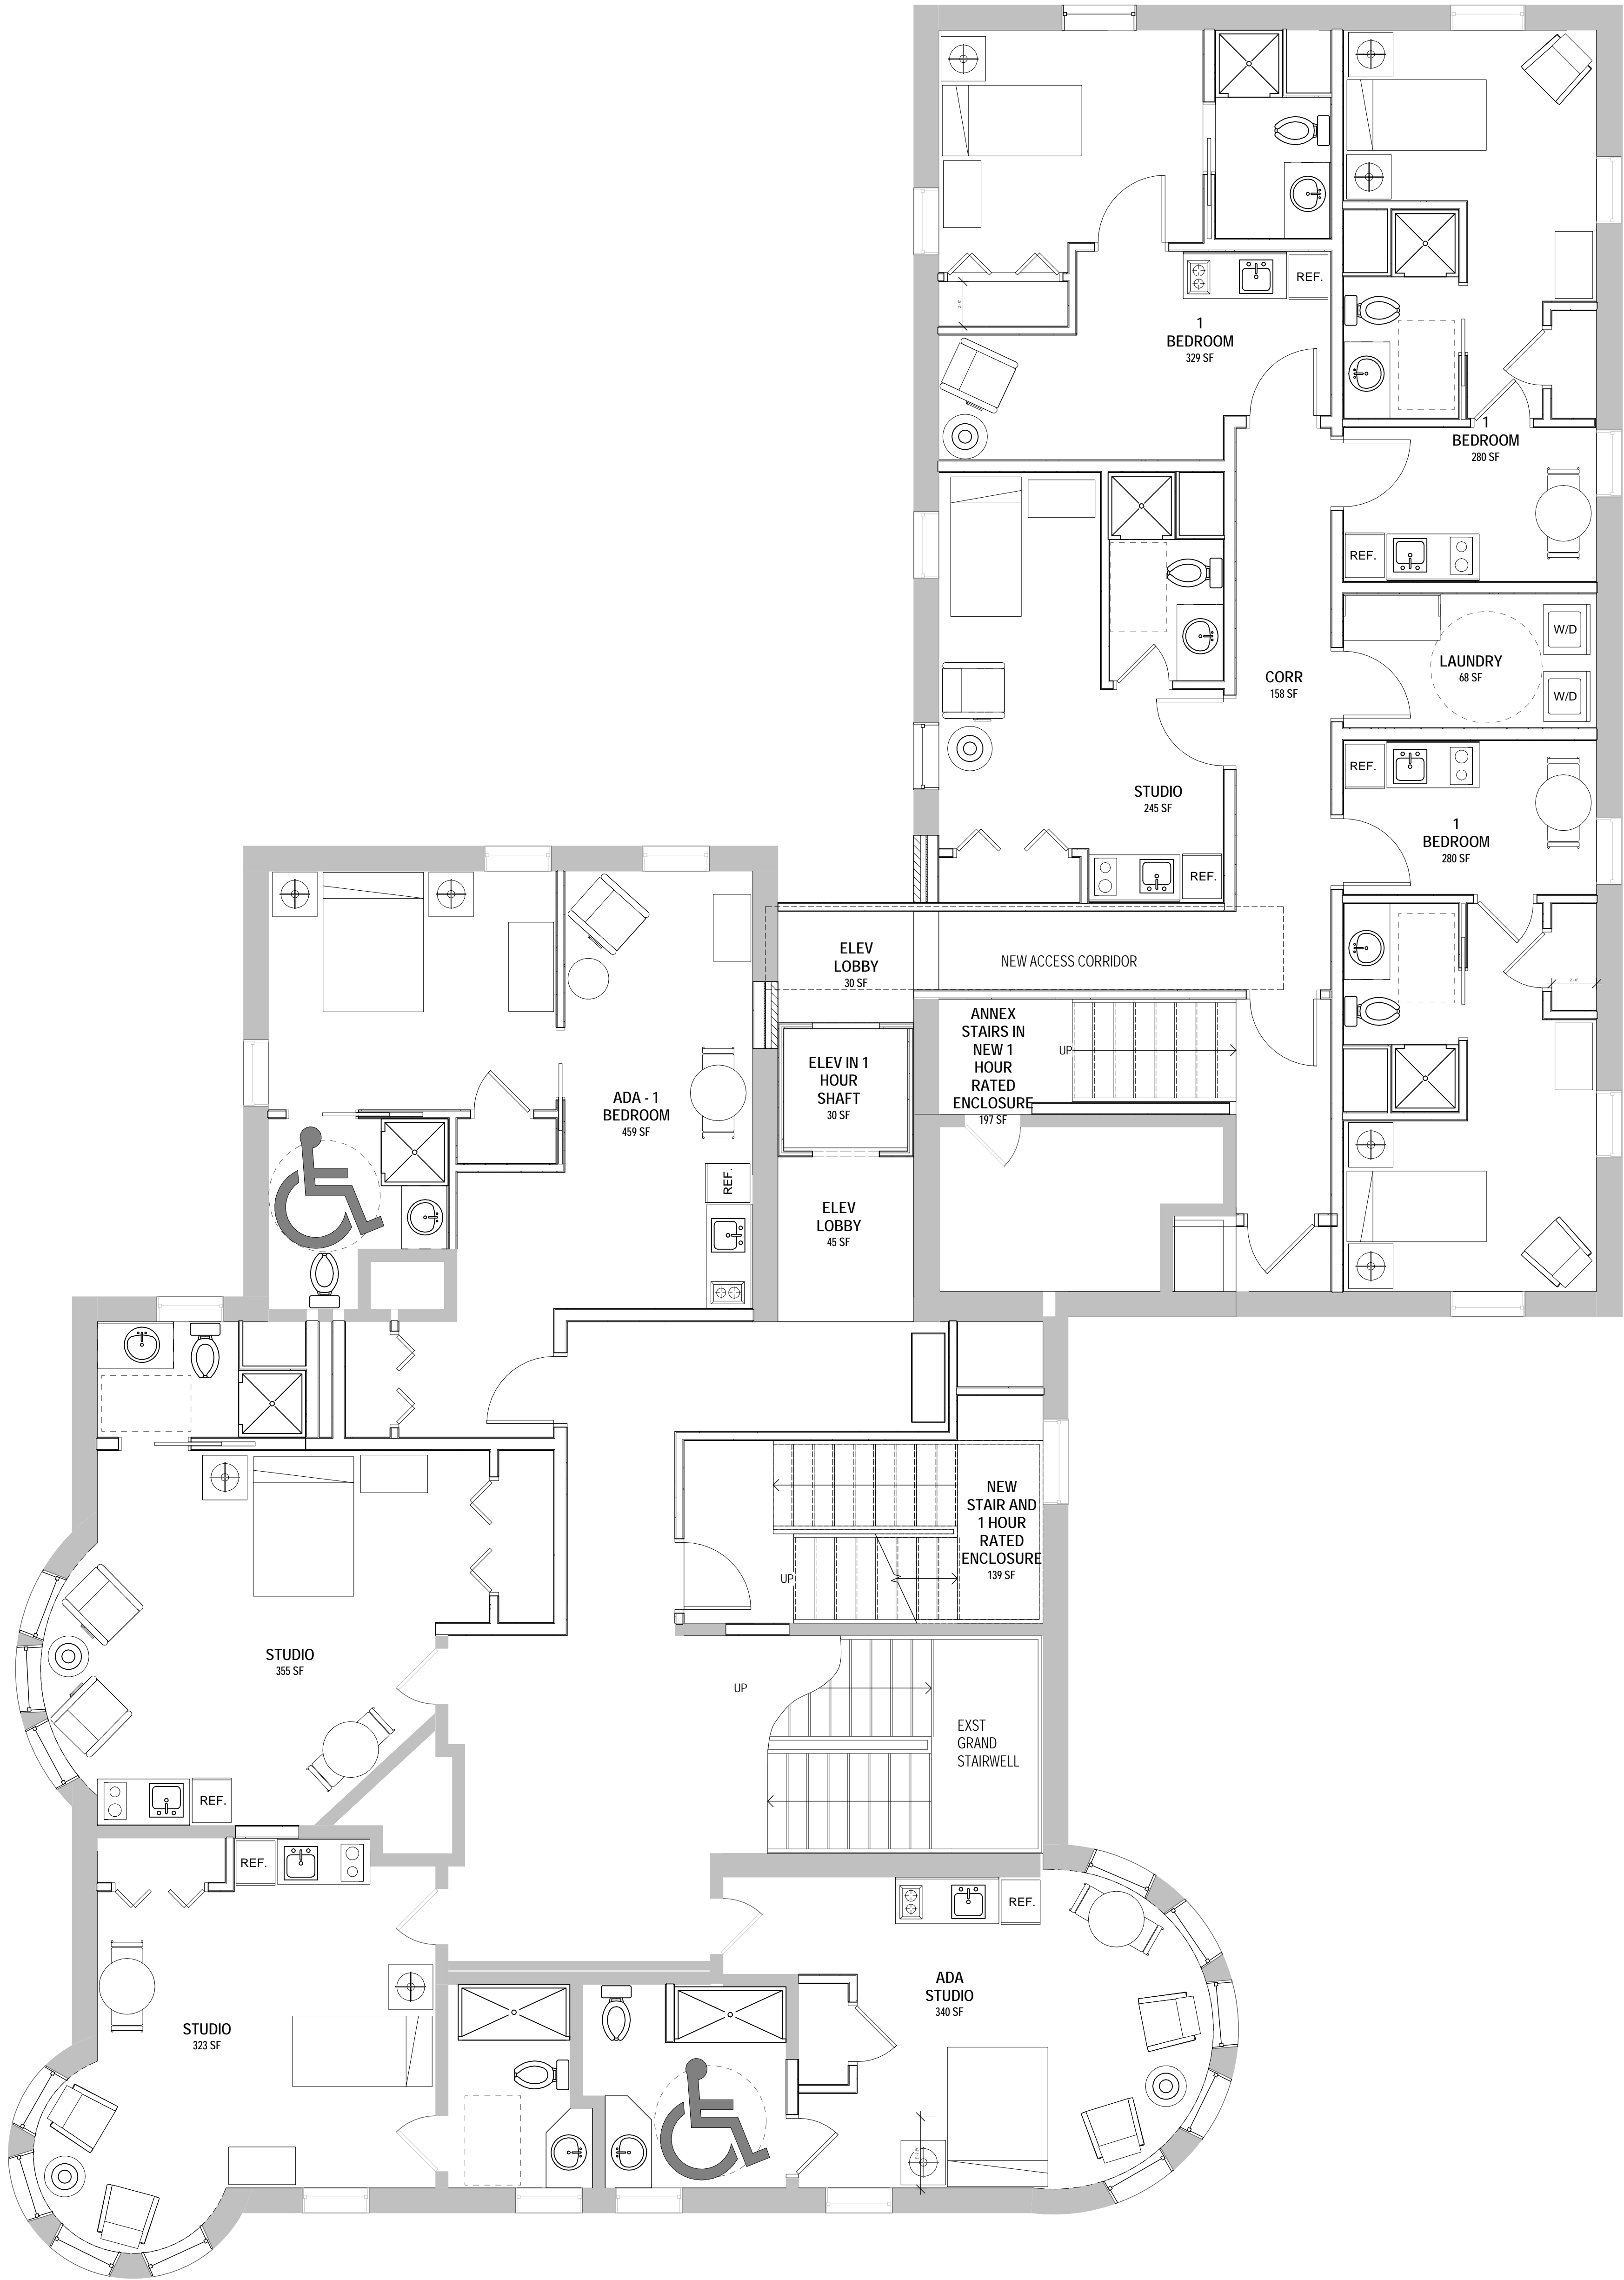 REF.
1
BEDROOM
329 SF
1
BEDROOM
280 SF
REF.
W/D
LAUNDRY
68 SF
W/D
CORR
158 SF
REF.
STUDIO
245 SF
1
BEDROOM
280 SF
REF.
ELEV
LOBBY
30 SF
NEW ACCESS CORRIDOR
ANNEX
STAIRS IN
NEW 1
HOUR
RATED
ENCLOSURE
197 SF
UP
ELEV IN 1
HOUR
SHAFT
30 SF
ADA - 1
BEDROOM
459 SF
REF.
ELEV
LOBBY
45 SF
NEW
STAIR AND
1 HOUR
RATED
ENCLOSURE
139 SF
UP
STUDIO
355 SF
UP
EXST
GRAND
STAIRWELL
REF.
REF.
REF.
ADA
STUDIO
340 SF
STUDIO
323 SF